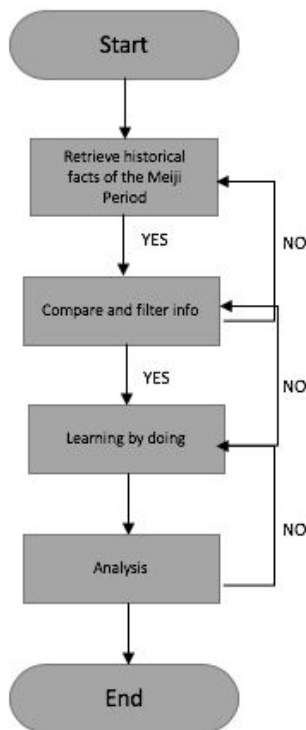 Start
Retrieve historical
facts of the Meiji
Period
NO
YES
Compare and filter info
NO
YES
Learning by doing
NO
Analysis
End